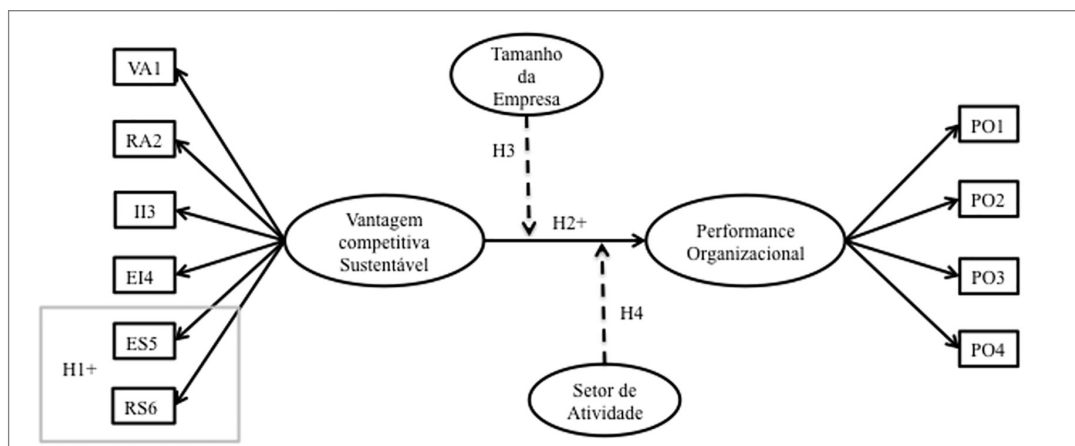 VA1
RA2
II3
EI4
ES5
RS6
H1+
Vantagem
competitiva
Sustentável
Tamanho
da
Empresa
H3
H2+
H4
Setor de
Atividade
Performance
Organizacional
PO1
PO2
PO3
PO4